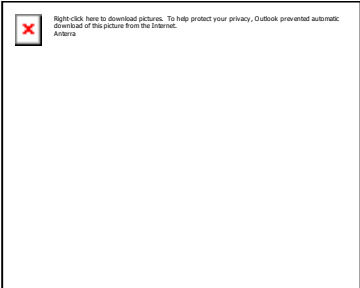 Right-click here to download pictures. To help protect your privacy, Outlook prevented automatic
download of this picture from the Internet.
Anterra